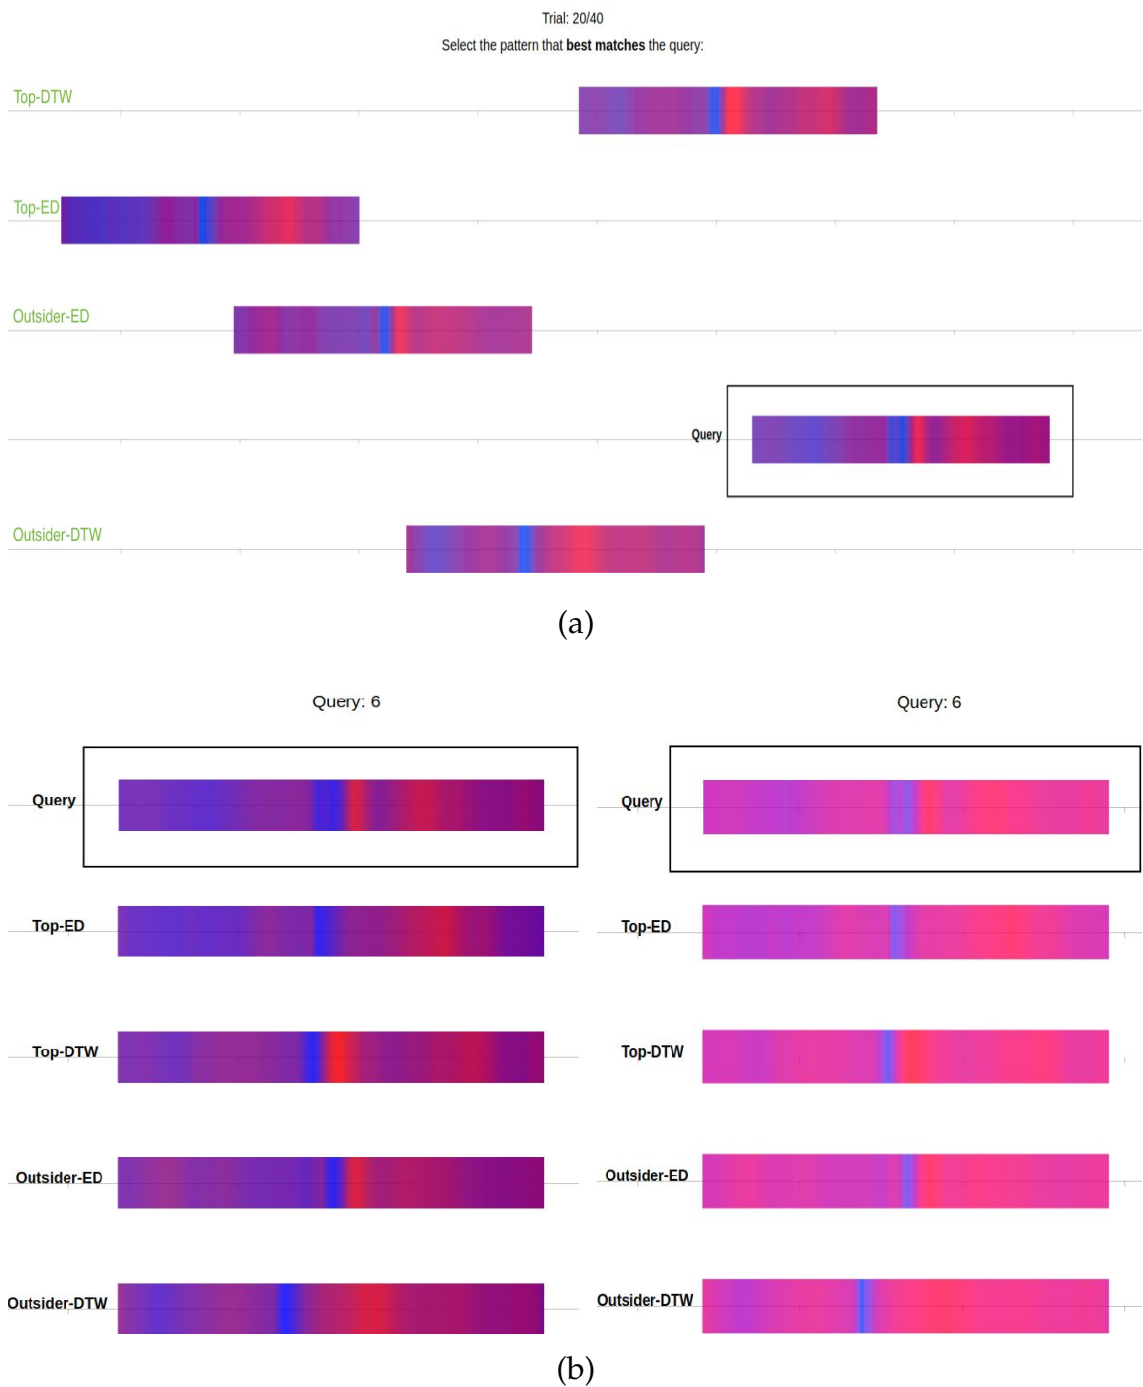 Trial: 20/40
Select the pattern that best matches the query:
Top-DTW
Top-ED
Outsider-ED
Query
Outsider-DTW
(a)
Query: 6
Query
Top-ED
Top-DTW
Outsider-ED
Outsider-DTW
Query: 6
Query
Top-ED
Top-DTW
Outsider-ED
Outsider-DTW
(b)